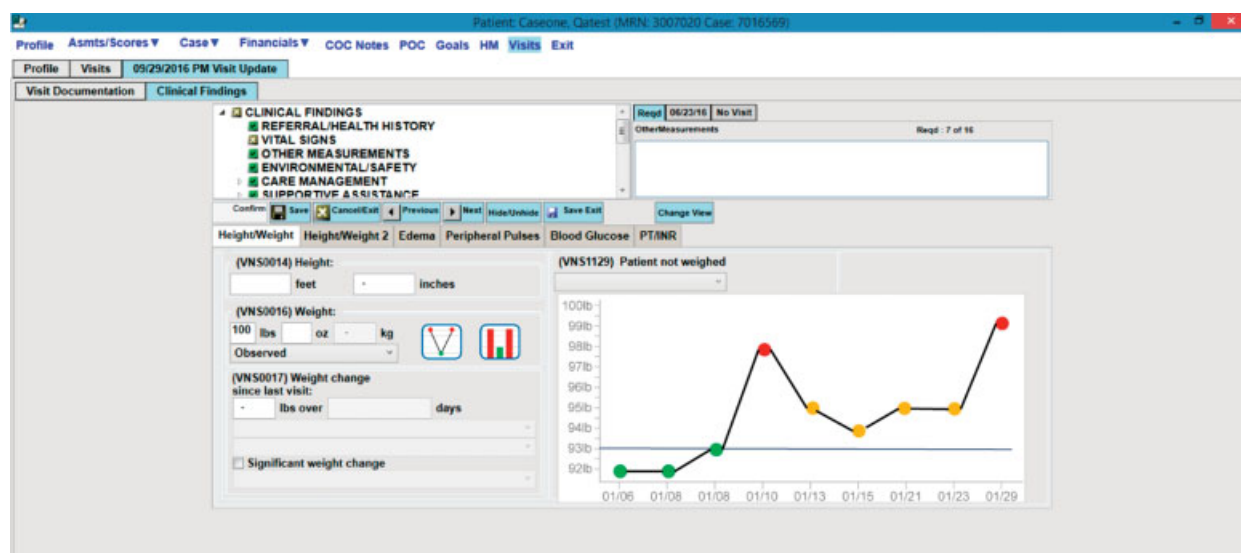 Patient: Caseone, Qatest (MRN: 3007020 Case: 7016569)
Profile Asmts/Scores▼ Case▼ Financials▼ COC Notes POC Goals HM Visits Exit
Profile Visits 09/29/2016 PM Visit Update
Visit Documentation Clinical Findings
CLINICAL FINDINGS
REFERRAL/HEALTH HISTORY
VITAL SIGNS
OTHER MEASUREMENTS
ENVIRONMENTAL/SAFETY
CARE MANAGEMENT
SUPPORTIVE ASSISTANCE
Reqd 06/23/16 No Visit
OtherMeasurements Reqd : 7 of 16
Confirm Save Cancel/Exit Previous Next Hide/Unhide Save Exit Change View
Height/Weight Height/Weight 2 Edema Peripheral Pulses Blood Glucose PT/INR
(VNS0014) Height:
feet - inches
(VNS0016) Weight:
100 lbs oz - kg
Observed
(VNS0017) Weight change
since last visit:
- lbs over days
Significant weight change
(VNS1129) Patient not weighed
100lb
99lb
98lb
97lb
96lb
95lb
94lb
93lb
92lb
01/06 01/08 01/08 01/10 01/13 01/15 01/21 01/23 01/29